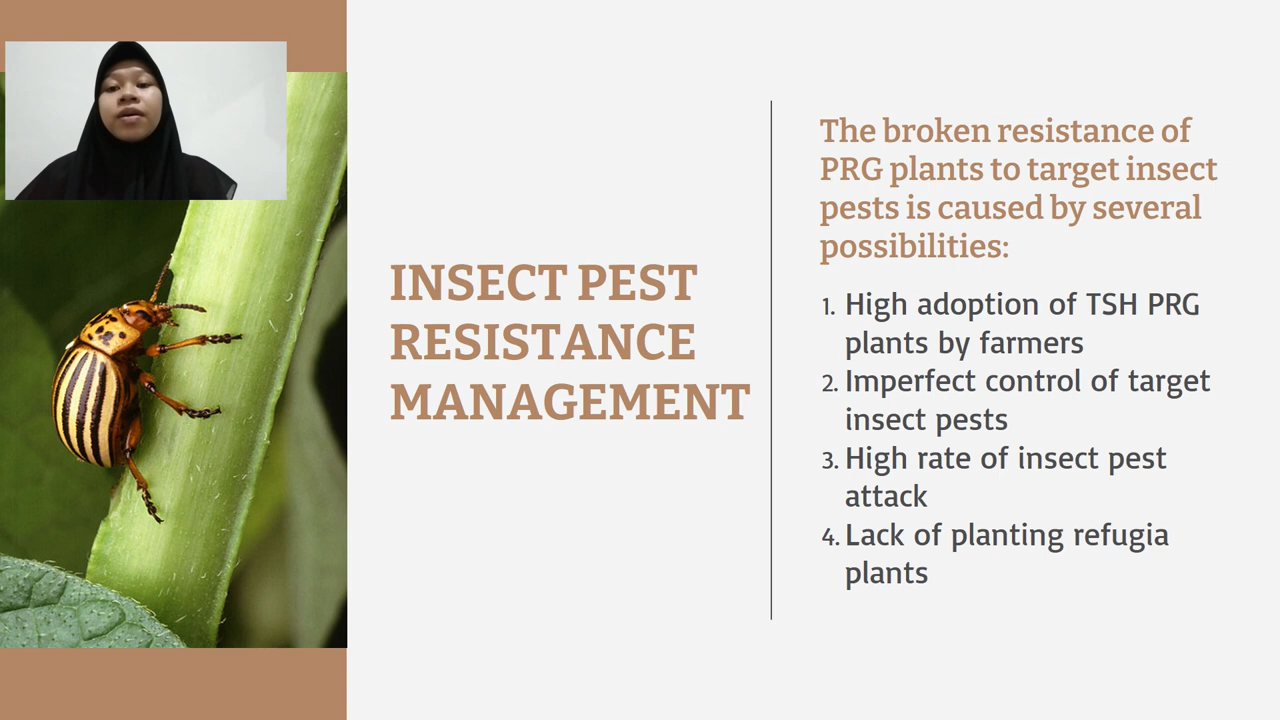 INSECT PEST
RESISTANCE
MANAGEMENT
The broken resistance of
PRG plants to target insect
pests is caused by several
possibilities:
1. High adoption of TSH PRG
plants by farmers
2. Imperfect control of target
insect pests
3. High rate of insect pest
attack
4. Lack of planting refugia
plants